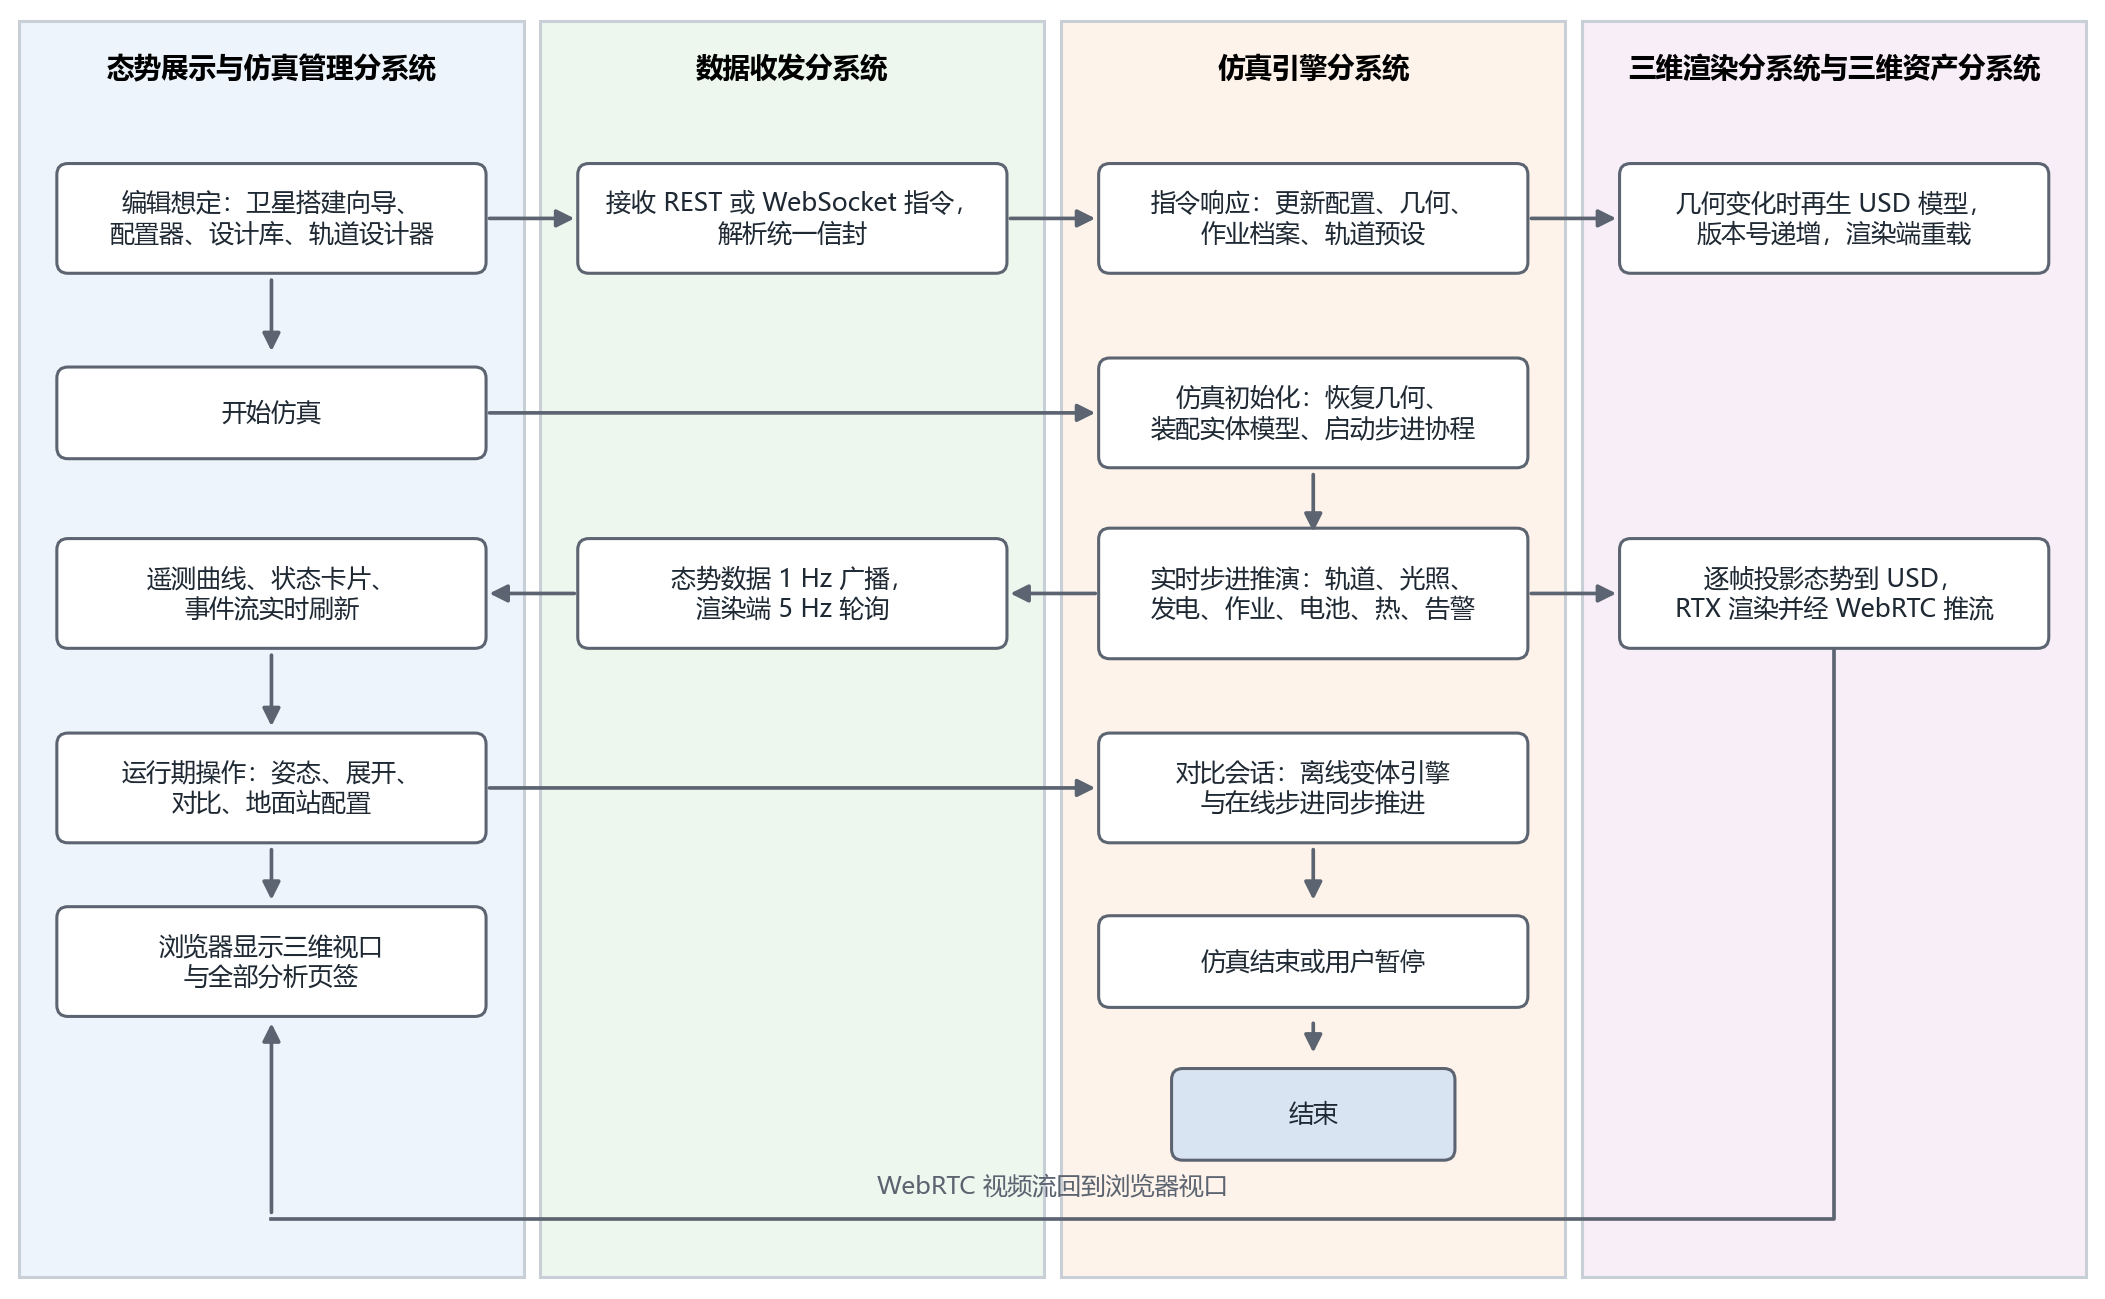 态势展示与仿真管理分系统
数据收发分系统
仿真引擎分系统
三维渲染分系统与三维资产分系统
编辑想定：卫星搭建向导、
配置器、设计库、轨道设计器
接收 REST 或 WebSocket 指令，
解析统一信封
指令响应：更新配置、几何、
作业档案、轨道预设
几何变化时再生 USD 模型，
版本号递增，渲染端重载
开始仿真
仿真初始化：恢复几何、
装配实体模型、启动步进协程
遥测曲线、状态卡片、
事件流实时刷新
态势数据 1 Hz 广播，
渲染端 5 Hz 轮询
实时步进推演：轨道、光照、
发电、作业、电池、热、告警
逐帧投影态势到 USD，
RTX 渲染并经 WebRTC 推流
运行期操作：姿态、展开、
对比、地面站配置
对比会话：离线变体引擎
与在线步进同步推进
浏览器显示三维视口
与全部分析页签
仿真结束或用户暂停
结束
WebRTC 视频流回到浏览器视口